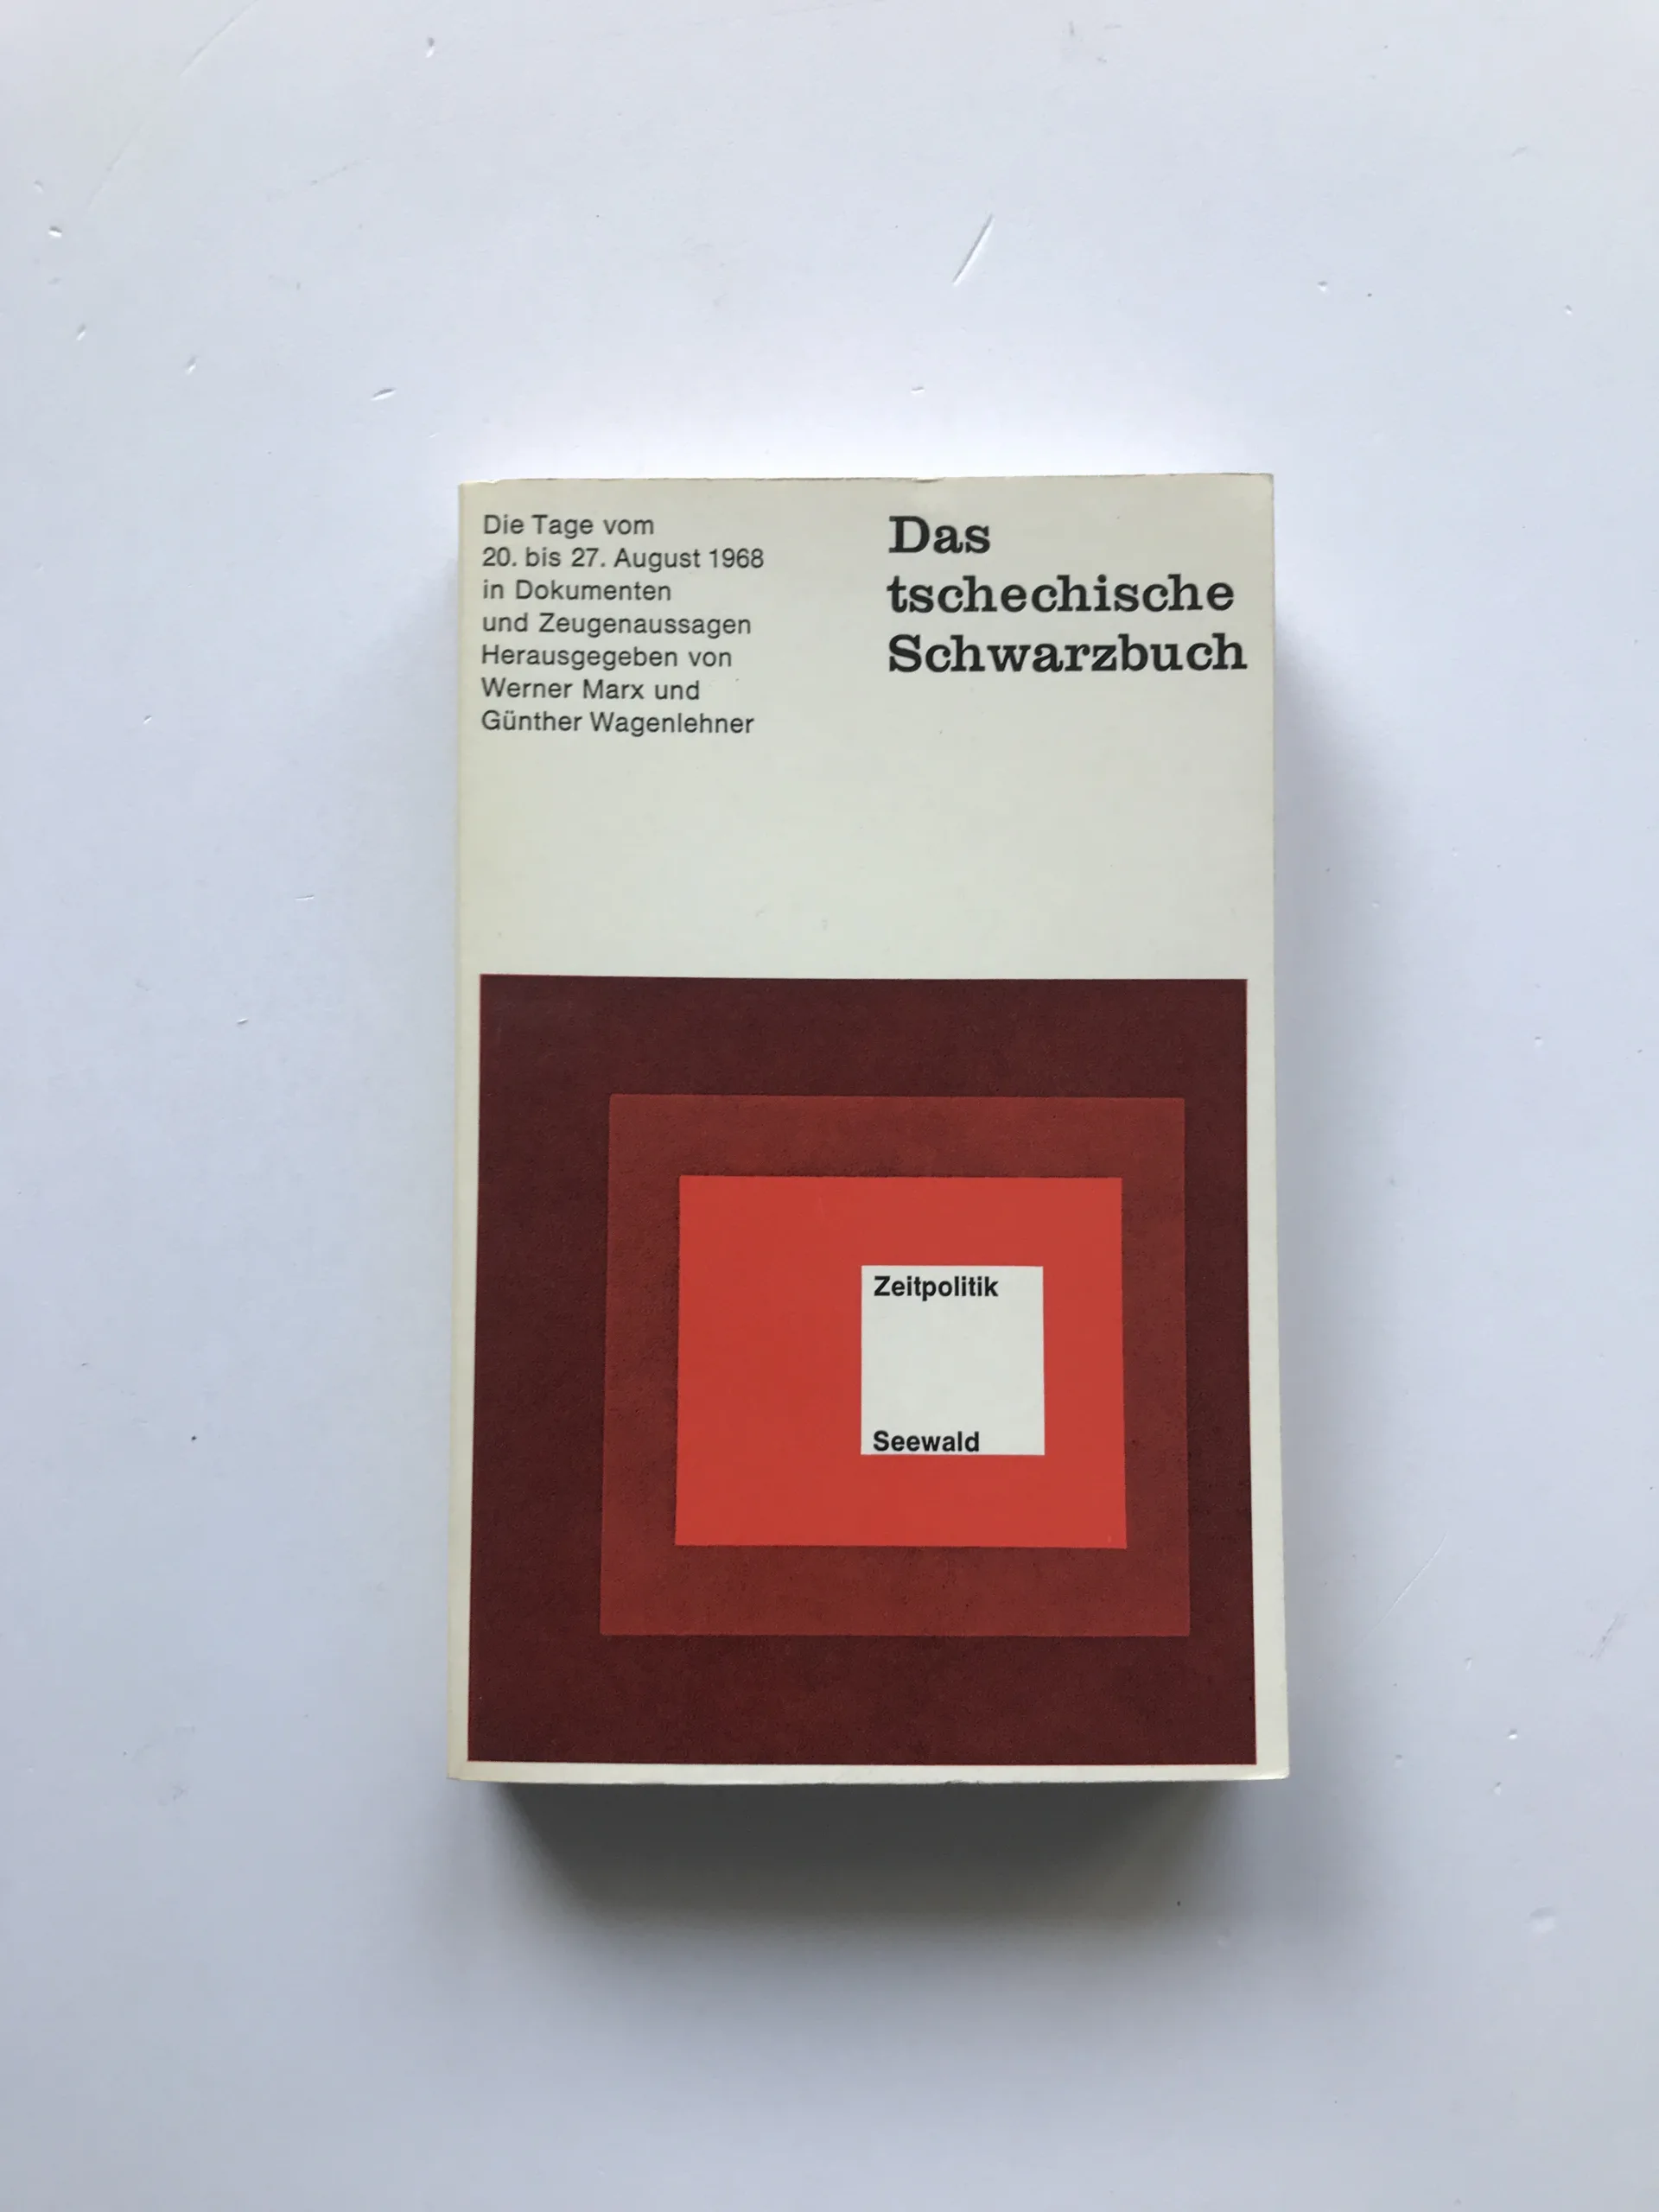 Die Tage vom
20. bis 27. August 1968
in Dokumenten
und Zeugenaussagen
Herausgegeben von
Werner Marx und
Günther Wagenlehner
Das
tschechische
Schwarzbuch
Zeitpolitik
Seewald